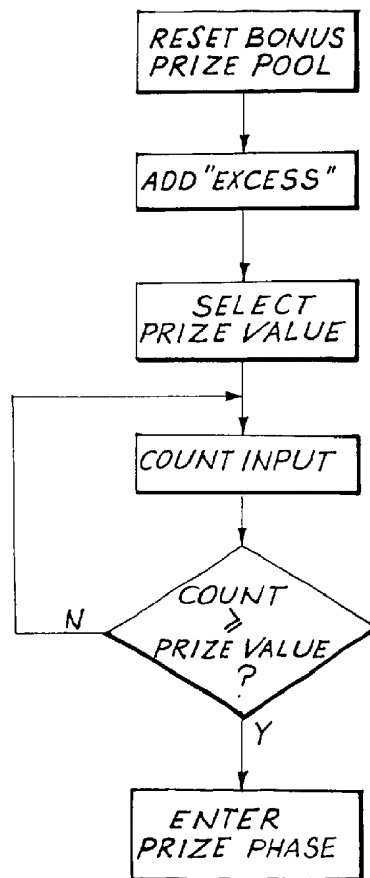 RESET BONUS
PRIZE POOL
ADD "EXCESS"
SELECT
PRIZE VALUE
COUNT INPUT
COUNT
⩾
PRIZE VALUE
?
N
Y
ENTER
PRIZE PHASE